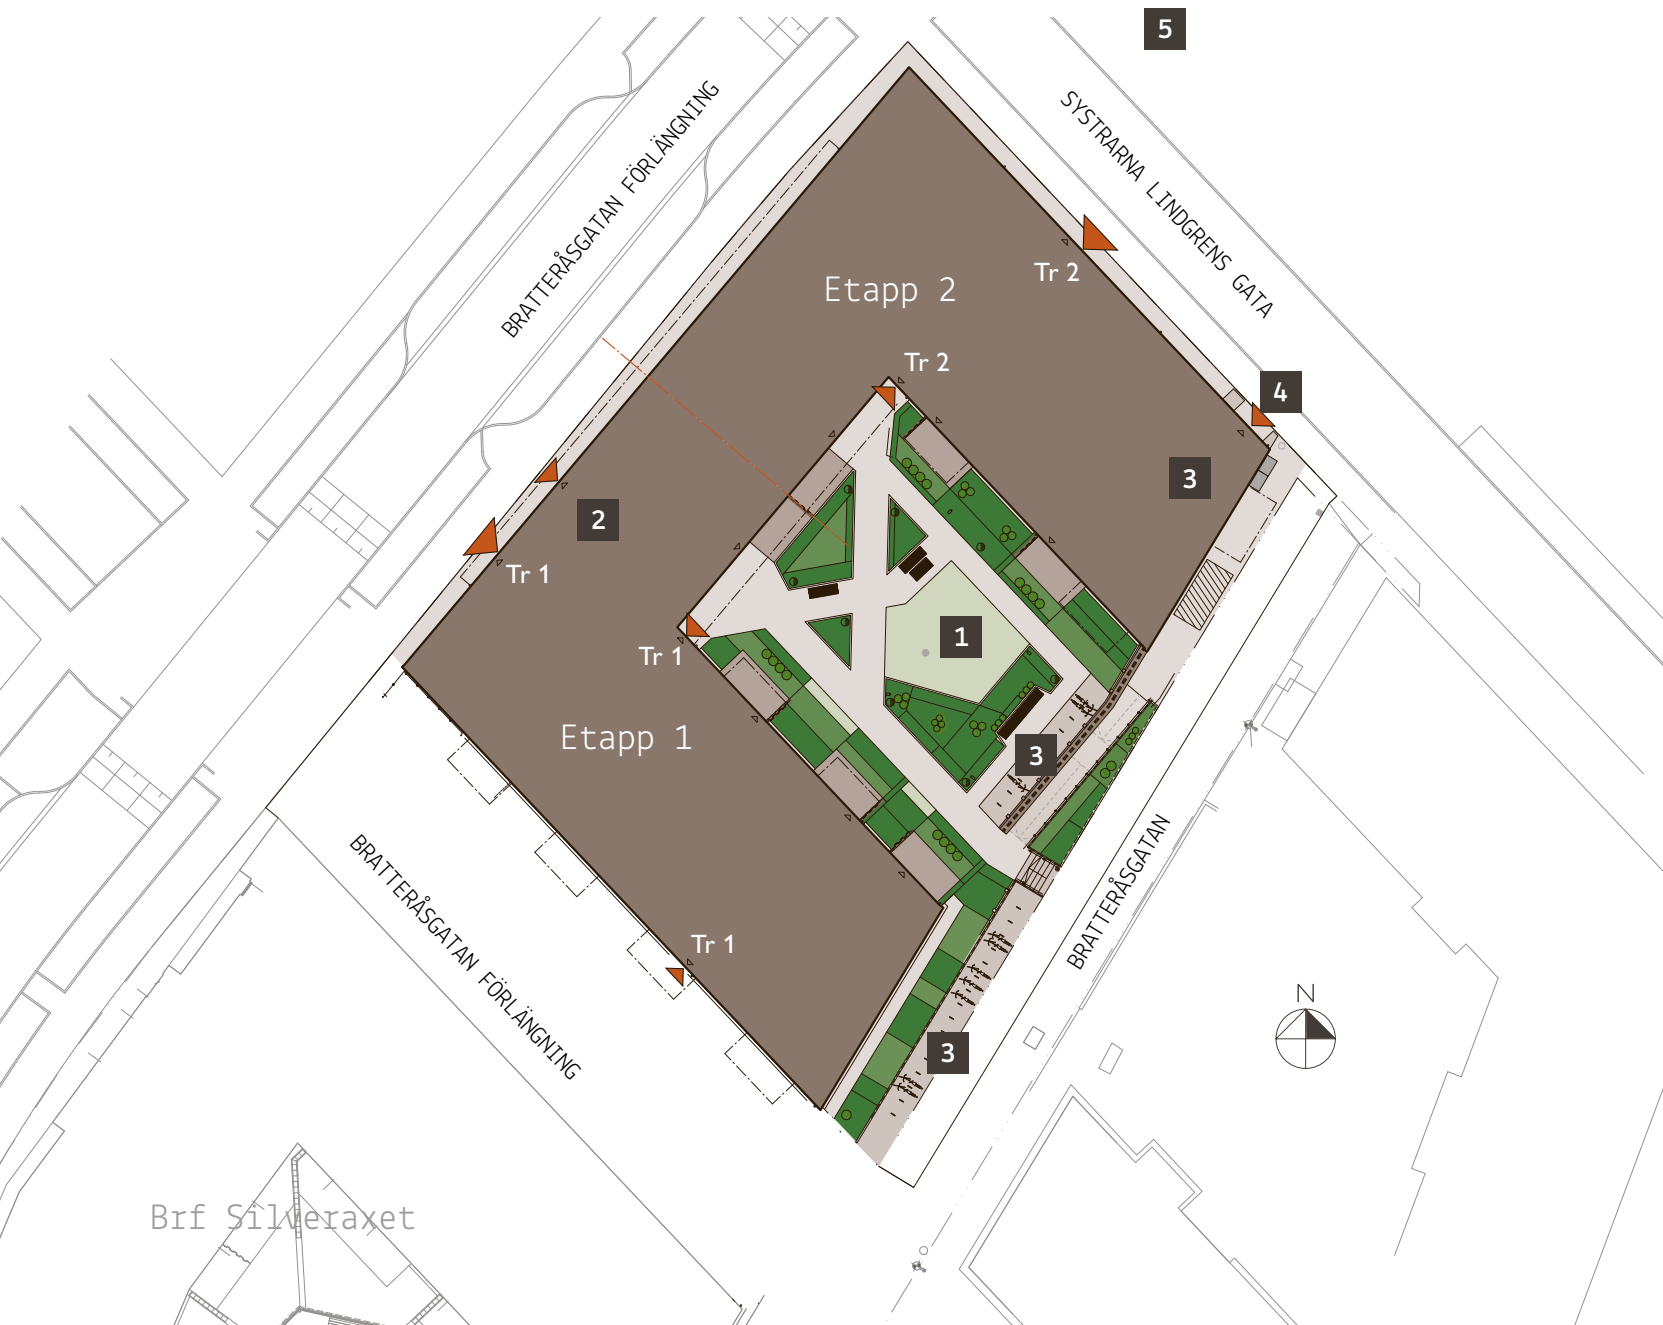 5
BRATTERÅSGATAN FÖRLÄNGNING
SYSTRARNA LINDGRENS GATA
Tr 2
Etapp 2
Tr 2
4
3
2
Tr 1
1
Tr 1
Etapp 1
3
BRATTERÅSGATAN FÖRLÄNGNING
BRATTERÅSGATAN
Tr 1
N
3
Brf Silveraxet